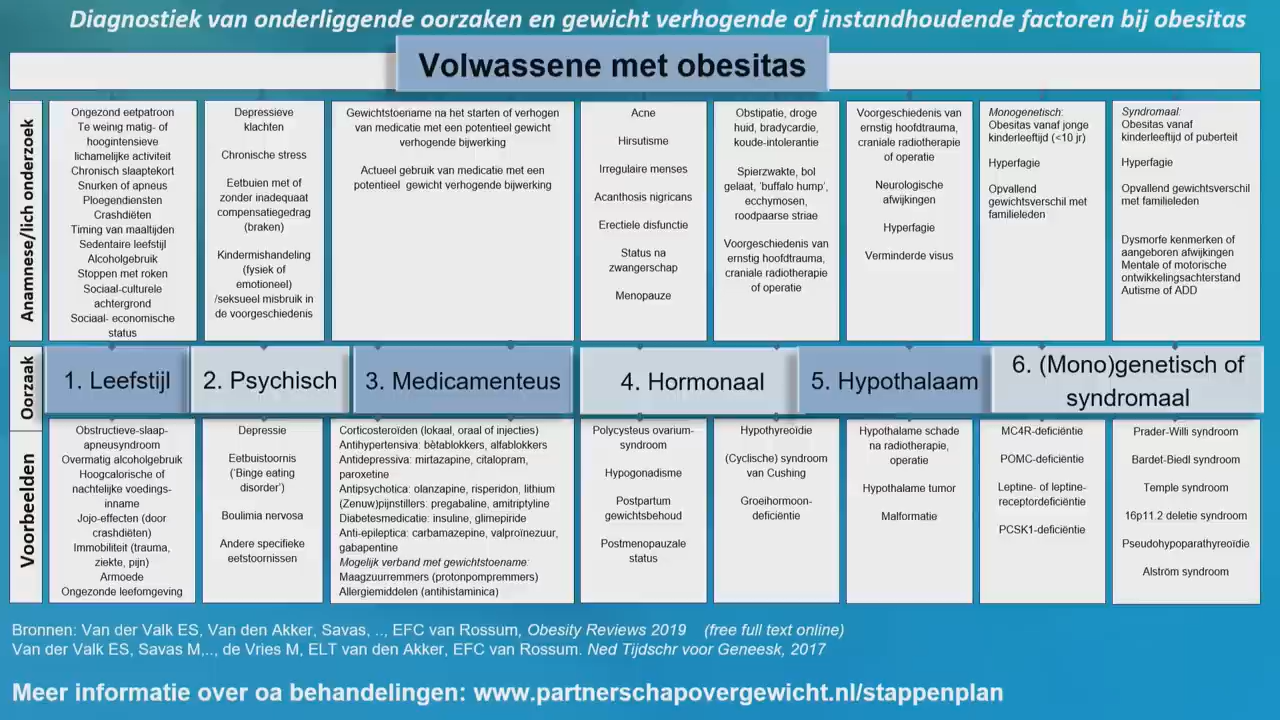 Diagnostiek van onderliggende oorzaken en gewicht verhogende of instandhoudende factoren bij obesitas
Volwassene met obesitas
Anamnese/lich onderzoek
Ongezond eetpatroon
Te weinig matig- of
hoogintensieve
lichamelijke activiteit
Chronisch slaaptekort
Snurken of apneus
Ploegendiensten
Crashdiëten
Timing van maaltijden
Sedentaire leefstijl
Alcoholgebruik
Stoppen met roken
Sociaal-culturele
achtergrond
Sociaal- economische
status
Depressieve
klachten
Chronische stress
Eetbuien met of
zonder inadequaat
compensatiegedrag
(braken)
Kindermishandeling
(fysiek of
emotioneel)
/seksueel misbruik in
de voorgeschiedenis
Gewichtstoename na het starten of verhogen
van medicatie met een potentieel gewicht
verhogende bijwerking
Actueel gebruik van medicatie met een
potentieel gewicht verhogende bijwerking
Acne
Hirsutisme
Irregulaire menses
Acanthosis nigricans
Erectiele disfunctie
Status na
zwangerschap
Menopauze
Obstipatie, droge
huid, bradycardie,
koude-intolerantie
Spierzwakte, bol
gelaat, ‘buffalo hump’,
ecchymosen,
roodpaarse striae
Voorgeschiedenis van
ernstig hoofdtrauma,
craniale radiotherapie
of operatie
Voorgeschiedenis van
ernstig hoofdtrauma,
craniale radiotherapie
of operatie
Neurologische
afwijkingen
Hyperfagie
Verminderde visus
Monogenetisch:
Obesitas vanaf jonge
kinderleeftijd (<10 jr)
Hyperfagie
Opvallend
gewichtsverschil met
familieleden
Syndromaal:
Obesitas vanaf
kinderleeftijd of puberteit
Hyperfagie
Opvallend gewichtsverschil
met familieleden
Dysmorfe kenmerken of
aangeboren afwijkingen
Mentale of motorische
ontwikkelingsachterstand
Autisme of ADD
Oorzaak
1. Leefstijl
2. Psychisch
3. Medicamenteus
4. Hormonaal
5. Hypothalaam
6. (Mono)genetisch of
syndromaal
Voorbeelden
Obstructieve-slaap-
apneusyndroom
Overmatig alcoholgebruik
Hoogcalorische of
nachtelijke voedings-
inname
Jojo-effecten (door
crashdiëten)
Immobiliteit (trauma,
ziekte, pijn)
Armoede
Ongezonde leefomgeving
Depressie
Eetbuistoornis
(‘Binge eating
disorder’)
Boulimia nervosa
Andere specifieke
eetstoornissen
Corticosteroïden (lokaal, oraal of injecties)
Antihypertensiva: bètablokkers, alfablokkers
Antidepressiva: mirtazapine, citalopram,
paroxetine
Antipsychotica: olanzapine, risperidon, lithium
(Zenuw)pijnstillers: pregabaline, amitriptyline
Diabetesmedicatie: insuline, glimepiride
Anti-epileptica: carbamazepine, valproïnezuur,
gabapentine
Mogelijk verband met gewichtstoename:
Maagzuurremmers (protonpompremmers)
Allergiemiddelen (antihistaminica)
Polycysteus ovarium-
syndroom
Hypogonadisme
Postpartum
gewichtsbehoud
Postmenopauzale
status
Hypothyreoïdie
(Cyclische) syndroom
van Cushing
Groeihormoon-
deficiëntie
Hypothalame schade
na radiotherapie,
operatie
Hypothalame tumor
Malformatie
MC4R-deficiëntie
POMC-deficiëntie
Leptine- of leptine-
receptordeficiëntie
PCSK1-deficiëntie
Prader-Willi syndroom
Bardet-Biedl syndroom
Temple syndroom
16p11.2 deletie syndroom
Pseudohypoparathyreoïdie
Alström syndroom
Bronnen: Van der Valk ES, Van den Akker, Savas, .., EFC van Rossum, Obesity Reviews 2019 (free full text online)
Van der Valk ES, Savas M,.., de Vries M, ELT van den Akker, EFC van Rossum. Ned Tijdschr voor Geneesk, 2017
Meer informatie over oa behandelingen: www.partnerschapovergewicht.nl/stappenplan